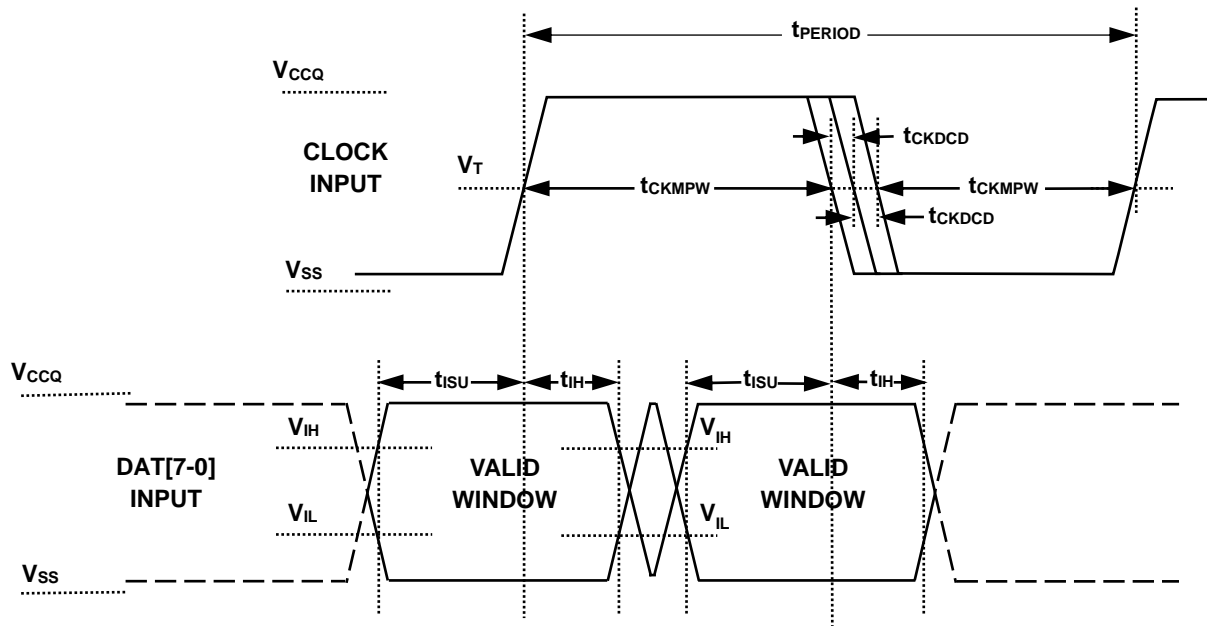 tPERIOD
VCCQ
tCKDCD
CLOCK
INPUT
VT
tCKMPW
tCKMPW
tCKDCD
VSS
VCCQ
tISU
tIH
tISU
tIH
VIH
VIH
DAT[7-0]
INPUT
VALID
WINDOW
VALID
WINDOW
VIL
VIL
VSS